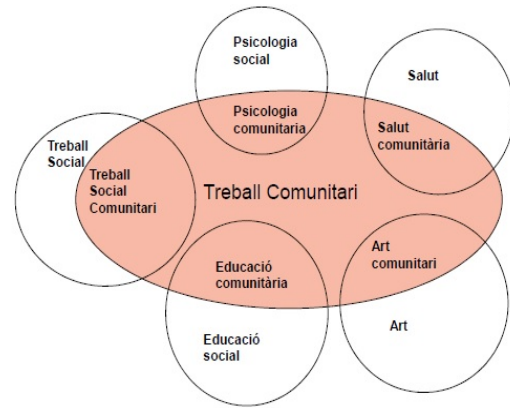 Psicologia
social
Psicologia
comunitaria
Salut
Salut
comunitària
Treball
Social
Treball
Social
Comunitari
Treball Comunitari
Educació
comunitària
Educació
social
Art
comunitari
Art